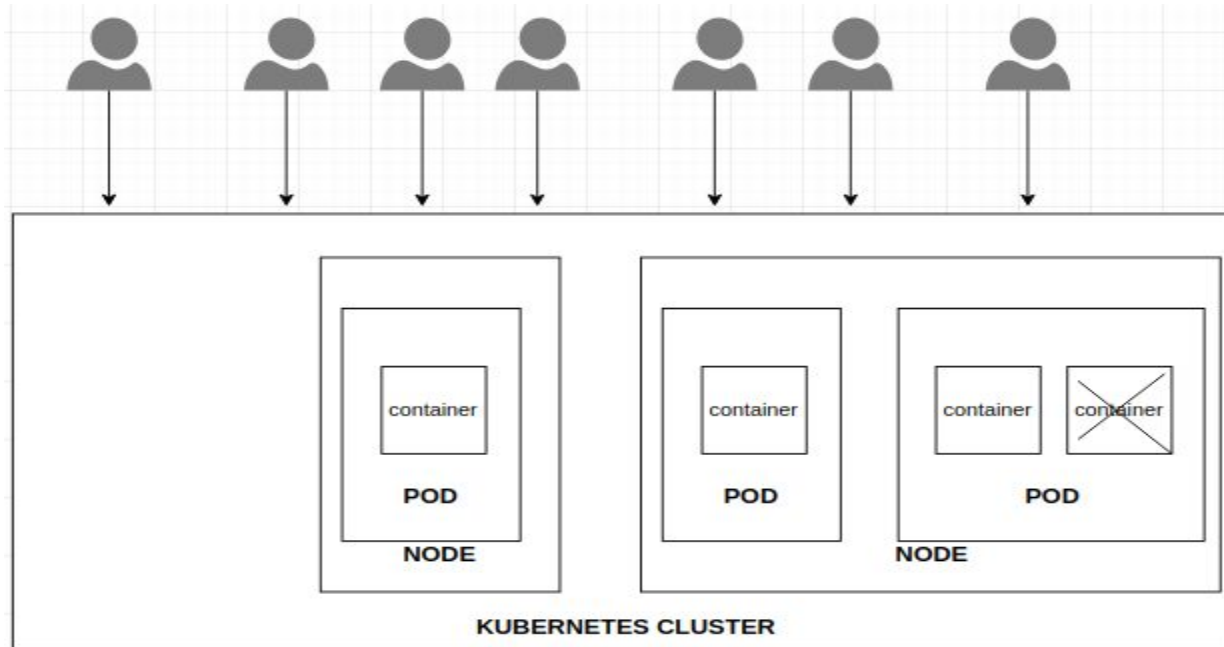 container
container
container
container
POD
POD
POD
NODE
NODE
KUBERNETES CLUSTER